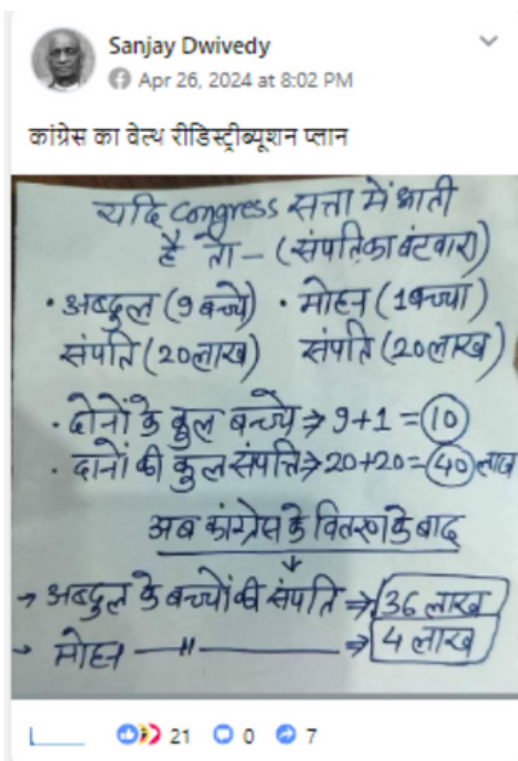 Sanjay Dwivedy
Apr 26, 2024 at 8:02 PM
कांग्रेस का वेल्थ रीडिस्ट्रीब्यूशन प्लान
यदि Congress सत्ता में आती
है तो - (संपति का बंटवारा)
• अब्दुल (9 बच्चे) • मोहन (1 बच्चा)
संपति (20 लाख) संपति (20 लाख)
• दोनों के कुल बच्चे ⇒ 9+1 = 10
• दोनों की कुल संपत्ति ⇒ 20+20 = 40 लाख
अब कांग्रेस के वितरण के बाद
↓
→ अब्दुल के बच्चों की संपति ⇒ 36 लाख
→ मोहन —॥— ⇒ 4 लाख
21 0 7